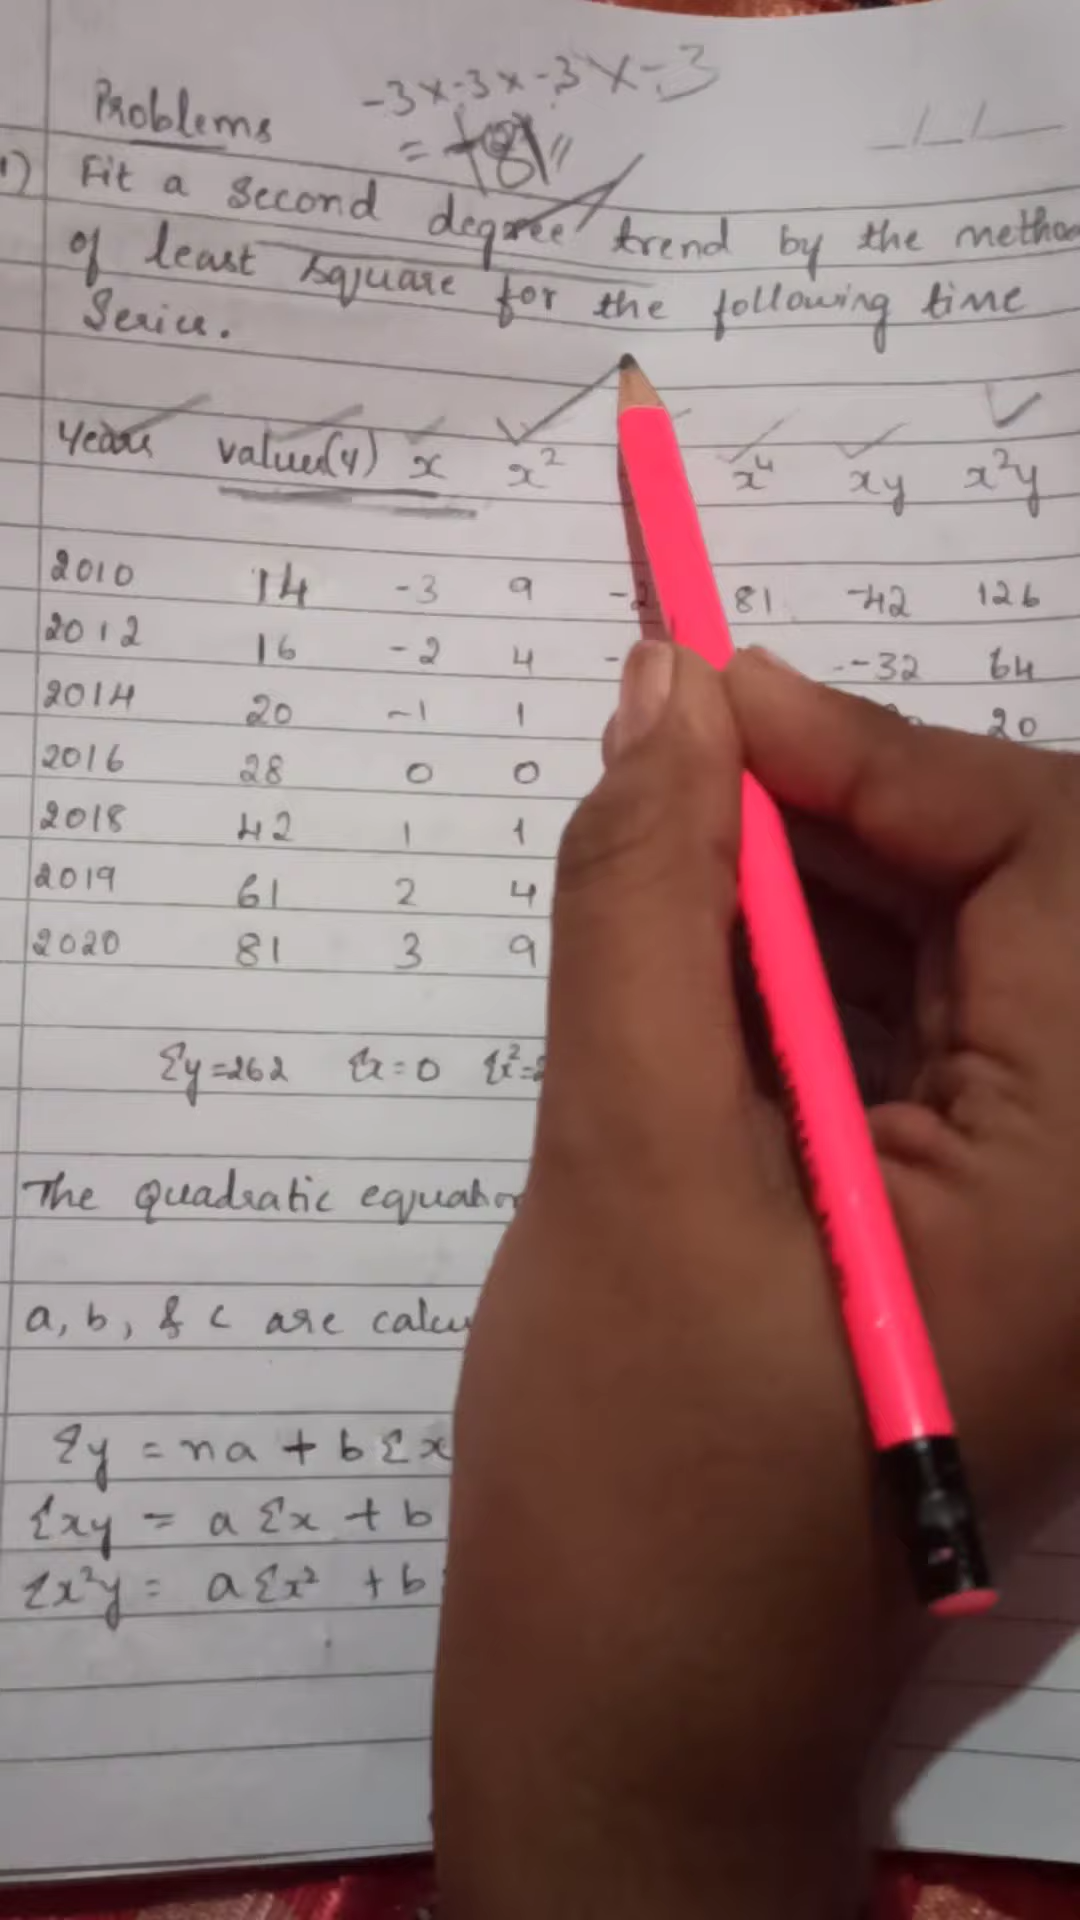 Problems -3x-3x-3x-3
= +81"
1) Fit a second degree trend by the
of least square for the following time
Series.
years values(y) x x² x⁴ xy x²y
2010 14 -3 9 81 -42 126
2012 16 -2 4 -32 64
2014 20 -1 1 20
2016 28 0 0
2018 42 1 1
2019 61 2 4
2020 81 3 9
Σy=262 Σx=0 Σx²=
The quadratic
a, b, & c are
Σy = na + bΣx
Σxy = aΣx + b
Σx²y = aΣx² + b